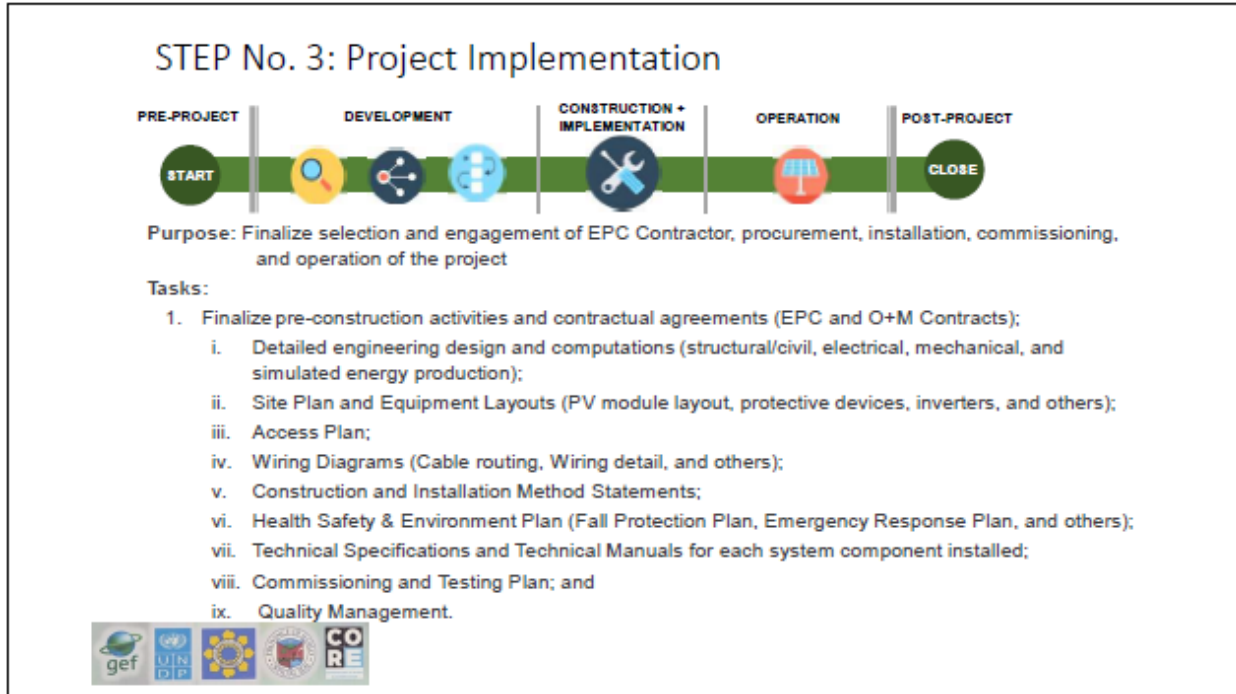 STEP No. 3: Project Implementation
PRE-PROJECT
DEVELOPMENT
CONSTRUCTION +
IMPLEMENTATION
OPERATION
POST-PROJECT
START
CLOSE
Purpose: Finalize selection and engagement of EPC Contractor, procurement, installation, commissioning,
and operation of the project
Tasks:
1. Finalize pre-construction activities and contractual agreements (EPC and O+M Contracts);
i. Detailed engineering design and computations (structural/civil, electrical, mechanical, and
simulated energy production);
ii. Site Plan and Equipment Layouts (PV module layout, protective devices, inverters, and others);
iii. Access Plan;
iv. Wiring Diagrams (Cable routing, Wiring detail, and others);
v. Construction and Installation Method Statements;
vi. Health Safety & Environment Plan (Fall Protection Plan, Emergency Response Plan, and others);
vii. Technical Specifications and Technical Manuals for each system component installed;
viii. Commissioning and Testing Plan; and
ix. Quality Management.
gef
UN
DP
CO
RE